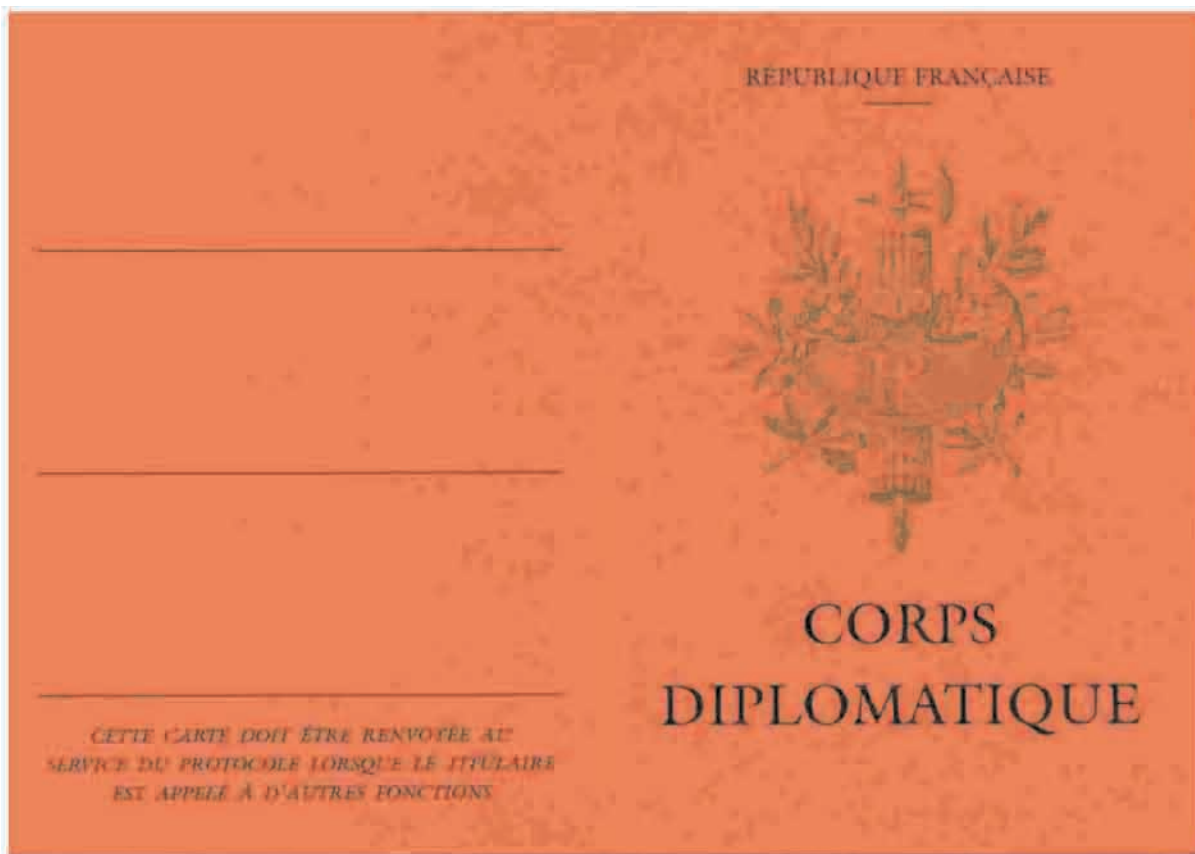 CETTE CARTE DOIT ÊTRE RENVOYÉE AU
SERVICE DU PROTOCOLE LORSQUE LE TITULAIRE
EST APPELÉ À D'AUTRES FONCTIONS
RÉPUBLIQUE FRANÇAISE
RF
CORPS
DIPLOMATIQUE